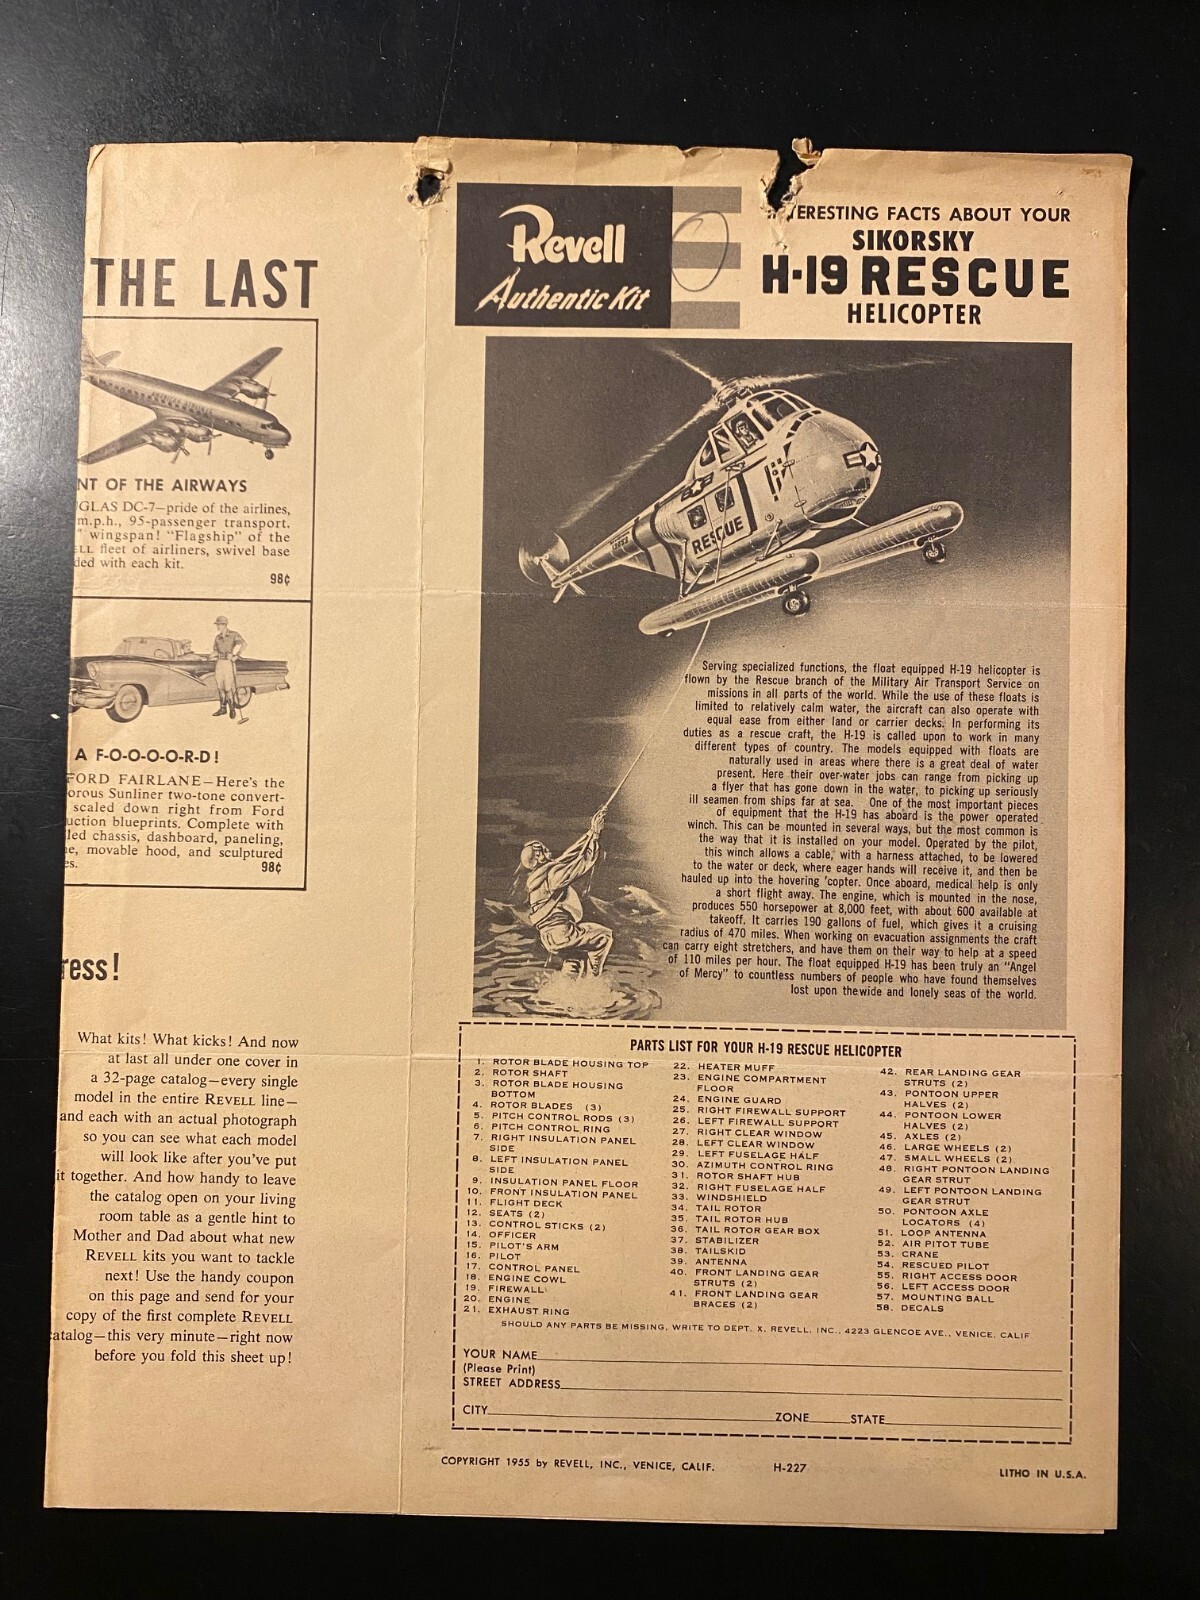 THE LAST
NT OF THE AIRWAYS
GLAS DC-7—pride of the airlines,
m.p.h., 95-passenger transport.
" wingspan! "Flagship" of the
ELL fleet of airliners, swivel base
ded with each kit.
98¢
A F-O-O-O-O-R-D!
FORD FAIRLANE—Here's the
orous Sunliner two-tone convert-
scaled down right from Ford
uction blueprints. Complete with
led chassis, dashboard, paneling,
e, movable hood, and sculptured
es.
98¢
ress!
What kits! What kicks! And now
at last all under one cover in
a 32-page catalog—every single
model in the entire REVELL line—
and each with an actual photograph
so you can see what each model
will look like after you've put
it together. And how handy to leave
the catalog open on your living
room table as a gentle hint to
Mother and Dad about what new
REVELL kits you want to tackle
next! Use the handy coupon
on this page and send for your
copy of the first complete REVELL
atalog—this very minute—right now
before you fold this sheet up!
Revell
Authentic Kit
TERESTING FACTS ABOUT YOUR
SIKORSKY
H-19 RESCUE
HELICOPTER
RESCUE
Serving specialized functions, the float equipped H-19 helicopter is
flown by the Rescue branch of the Military Air Transport Service on
missions in all parts of the world. While the use of these floats is
limited to relatively calm water, the aircraft can also operate with
equal ease from either land or carrier decks. In performing its
duties as a rescue craft, the H-19 is called upon to work in many
different types of country. The models equipped with floats are
naturally used in areas where there is a great deal of water
present. Here their over-water jobs can range from picking up
a flyer that has gone down in the water, to picking up seriously
ill seamen from ships far at sea. One of the most important pieces
of equipment that the H-19 has aboard is the power operated
winch. This can be mounted in several ways, but the most common is
the way that it is installed on your model. Operated by the pilot,
this winch allows a cable, with a harness attached, to be lowered
to the water or deck, where eager hands will receive it, and then be
hauled up into the hovering 'copter. Once aboard, medical help is only
a short flight away. The engine, which is mounted in the nose,
produces 550 horsepower at 8,000 feet, with about 600 available at
takeoff. It carries 190 gallons of fuel, which gives it a cruising
radius of 470 miles. When working on evacuation assignments the craft
can carry eight stretchers, and have them on their way to help at a speed
of 110 miles per hour. The float equipped H-19 has been truly an "Angel
of Mercy" to countless numbers of people who have found themselves
lost upon thewide and lonely seas of the world.
PARTS LIST FOR YOUR H-19 RESCUE HELICOPTER
1. ROTOR BLADE HOUSING TOP
2. ROTOR SHAFT
3. ROTOR BLADE HOUSING
BOTTOM
4. ROTOR BLADES (3)
5. PITCH CONTROL RODS (3)
6. PITCH CONTROL RING
7. RIGHT INSULATION PANEL
SIDE
8. LEFT INSULATION PANEL
SIDE
9. INSULATION PANEL FLOOR
10. FRONT INSULATION PANEL
11. FLIGHT DECK
12. SEATS (2)
13. CONTROL STICKS (2)
14. OFFICER
15. PILOT'S ARM
16. PILOT
17. CONTROL PANEL
18. ENGINE COWL
19. FIREWALL
20. ENGINE
21. EXHAUST RING
22. HEATER MUFF
23. ENGINE COMPARTMENT
FLOOR
24. ENGINE GUARD
25. RIGHT FIREWALL SUPPORT
26. LEFT FIREWALL SUPPORT
27. RIGHT CLEAR WINDOW
28. LEFT CLEAR WINDOW
29. LEFT FUSELAGE HALF
30. AZIMUTH CONTROL RING
31. ROTOR SHAFT HUB
32. RIGHT FUSELAGE HALF
33. WINDSHIELD
34. TAIL ROTOR
35. TAIL ROTOR HUB
36. TAIL ROTOR GEAR BOX
37. STABILIZER
38. TAILSKID
39. ANTENNA
40. FRONT LANDING GEAR
STRUTS (2)
41. FRONT LANDING GEAR
BRACES (2)
42. REAR LANDING GEAR
STRUTS (2)
43. PONTOON UPPER
HALVES (2)
44. PONTOON LOWER
HALVES (2)
45. AXLES (2)
46. LARGE WHEELS (2)
47. SMALL WHEELS (2)
48. RIGHT PONTOON LANDING
GEAR STRUT
49. LEFT PONTOON LANDING
GEAR STRUT
50. PONTOON AXLE
LOCATORS (4)
51. LOOP ANTENNA
52. AIR PITOT TUBE
53. CRANE
54. RESCUED PILOT
55. RIGHT ACCESS DOOR
56. LEFT ACCESS DOOR
57. MOUNTING BALL
58. DECALS
SHOULD ANY PARTS BE MISSING, WRITE TO DEPT. X, REVELL, INC., 4223 GLENCOE AVE., VENICE, CALIF
YOUR NAME
(Please Print)
STREET ADDRESS
CITY ZONE STATE
COPYRIGHT 1955 by REVELL, INC., VENICE, CALIF. H-227 LITHO IN U.S.A.